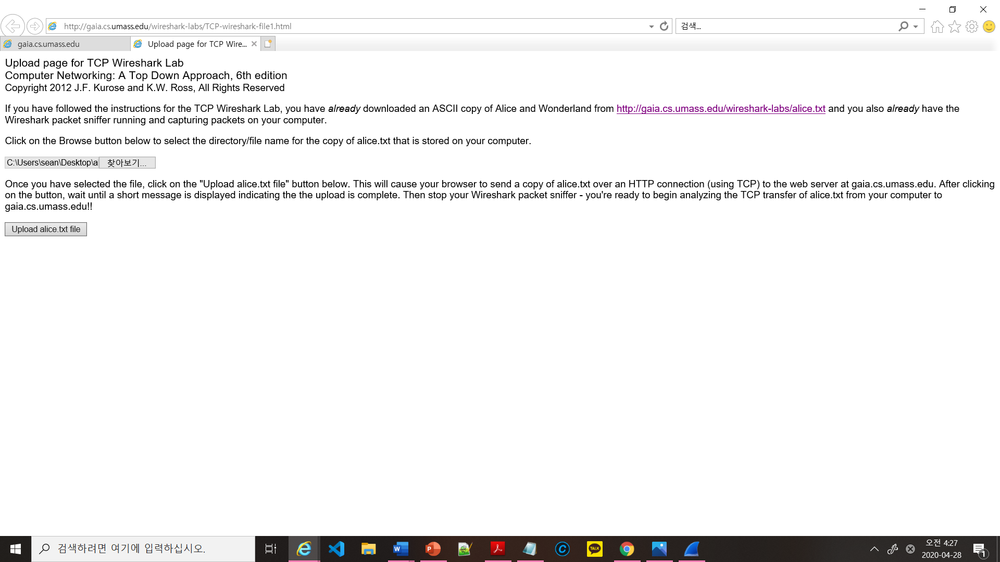 http://gaia.cs.umass.edu/wireshark-labs/TCP-wireshark-file1.html
검색...
gaia.cs.umass.edu
Upload page for TCP Wire...
Upload page for TCP Wireshark Lab
Computer Networking: A Top Down Approach, 6th edition
Copyright 2012 J.F. Kurose and K.W. Ross, All Rights Reserved
If you have followed the instructions for the TCP Wireshark Lab, you have already downloaded an ASCII copy of Alice and Wonderland from http://gaia.cs.umass.edu/wireshark-labs/alice.txt and you also already have the
Wireshark packet sniffer running and capturing packets on your computer.
Click on the Browse button below to select the directory/file name for the copy of alice.txt that is stored on your computer.
C:\Users\sean\Desktop\a 찾아보기...
Once you have selected the file, click on the "Upload alice.txt file" button below. This will cause your browser to send a copy of alice.txt over an HTTP connection (using TCP) to the web server at gaia.cs.umass.edu. After clicking
on the button, wait until a short message is displayed indicating the the upload is complete. Then stop your Wireshark packet sniffer - you're ready to begin analyzing the TCP transfer of alice.txt from your computer to
gaia.cs.umass.edu!!
Upload alice.txt file
검색하려면 여기에 입력하십시오.
W
P
C
TALK
오전 4:27
2020-04-28
1